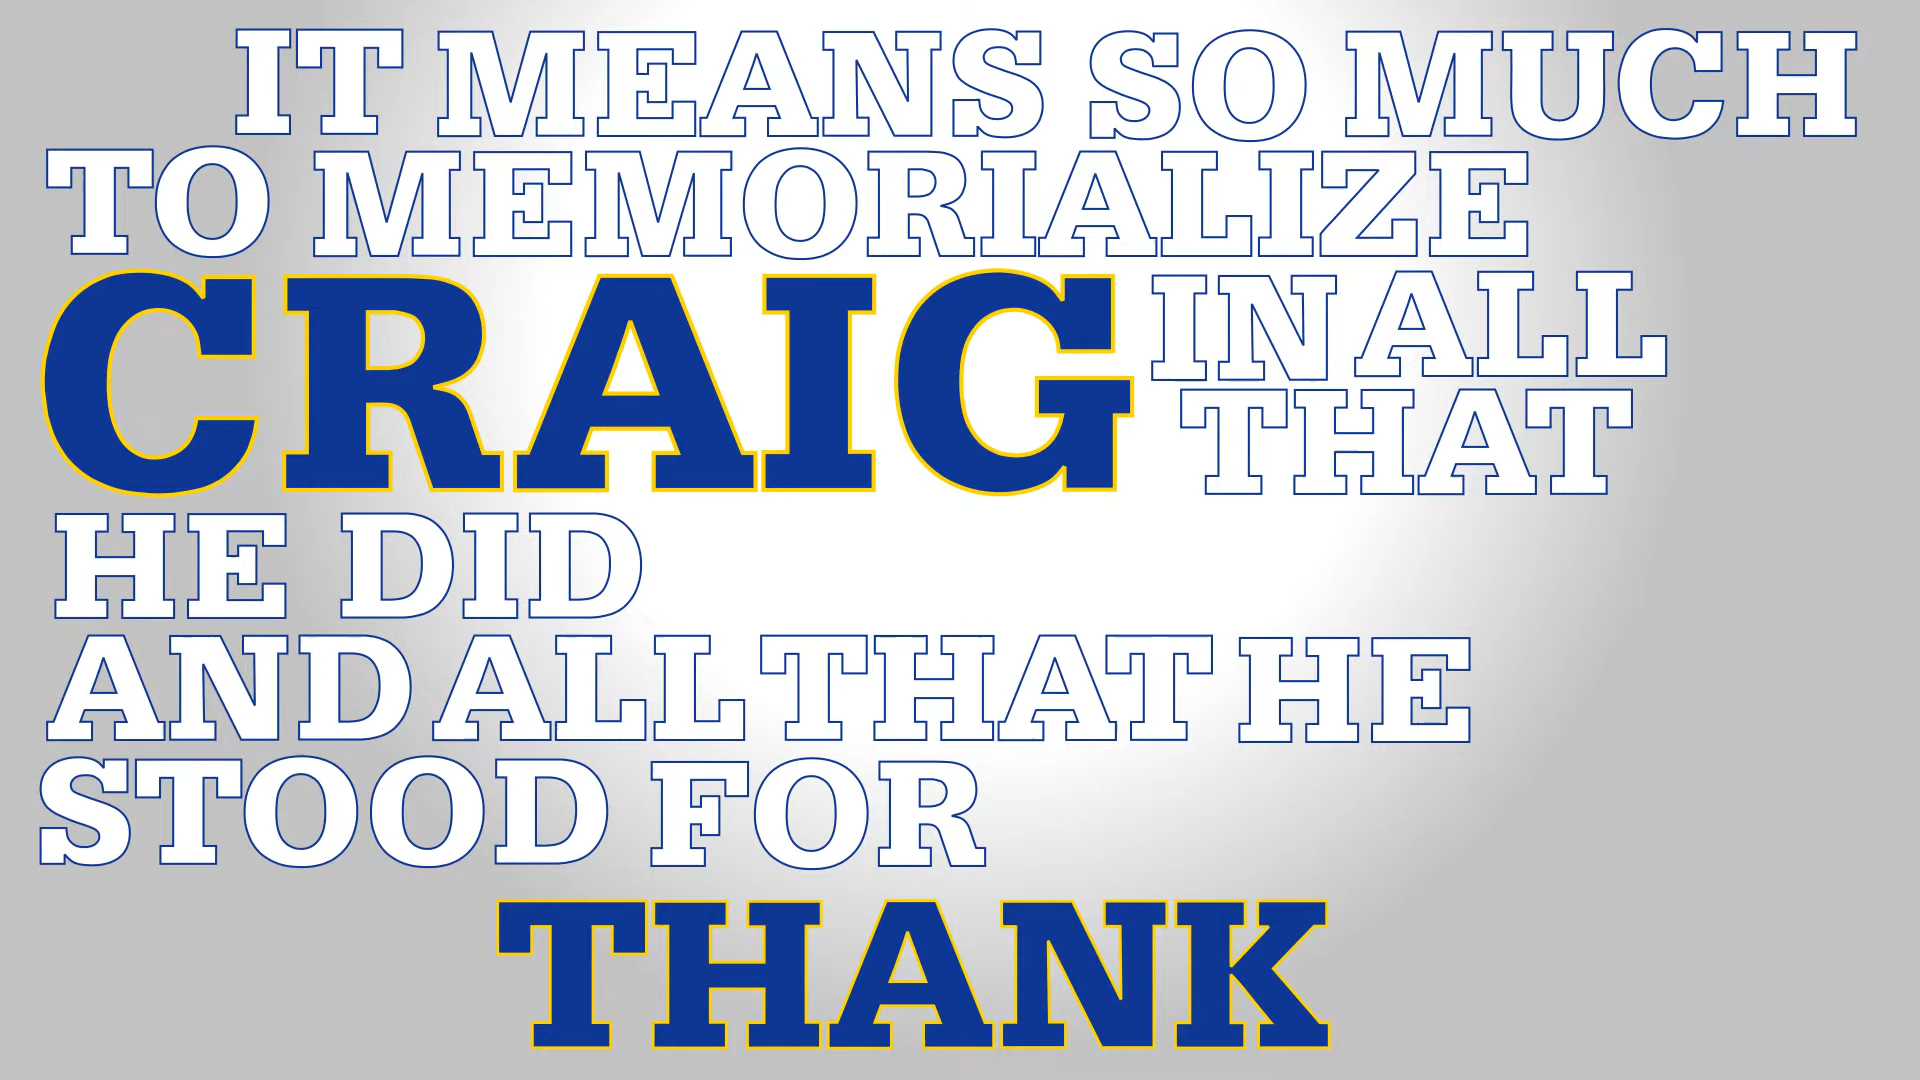 IT MEANS SO MUCH
TO MEMORIALIZE
CRAIG IN ALL
THAT
HE DID
AND ALL THAT HE
STOOD FOR
THANK